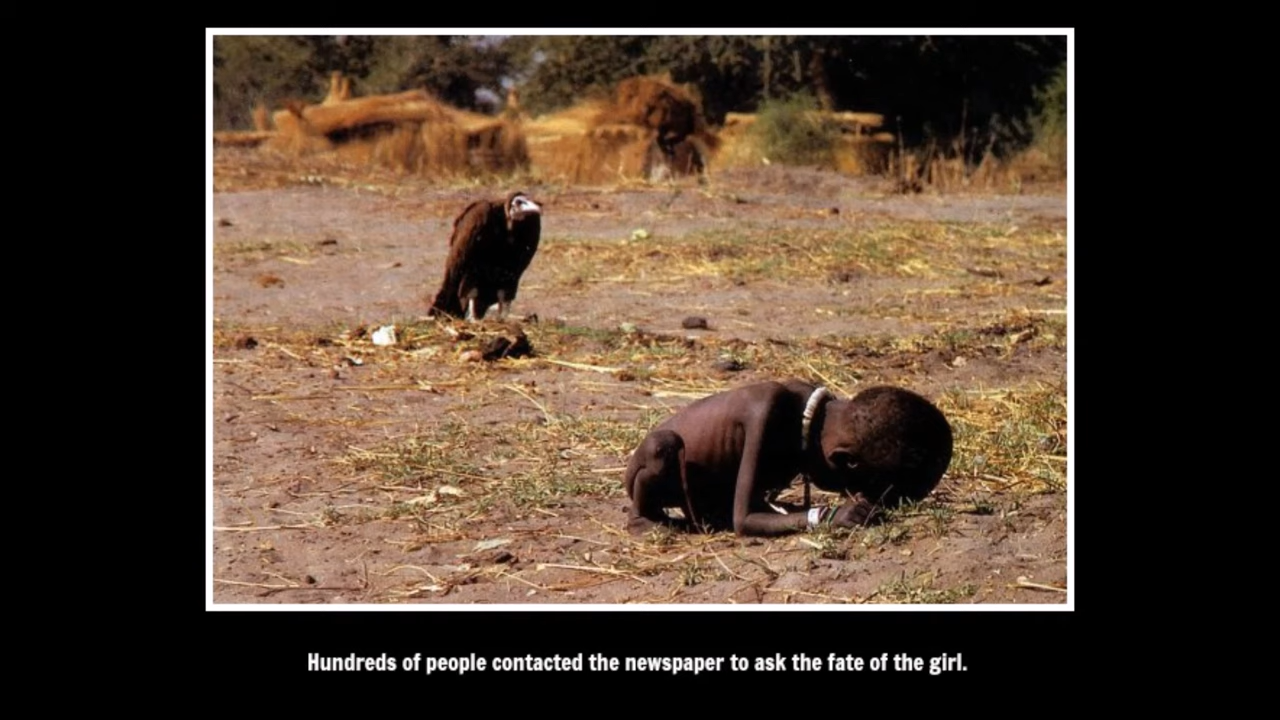 Hundreds of people contacted the newspaper to ask the fate of the girl.